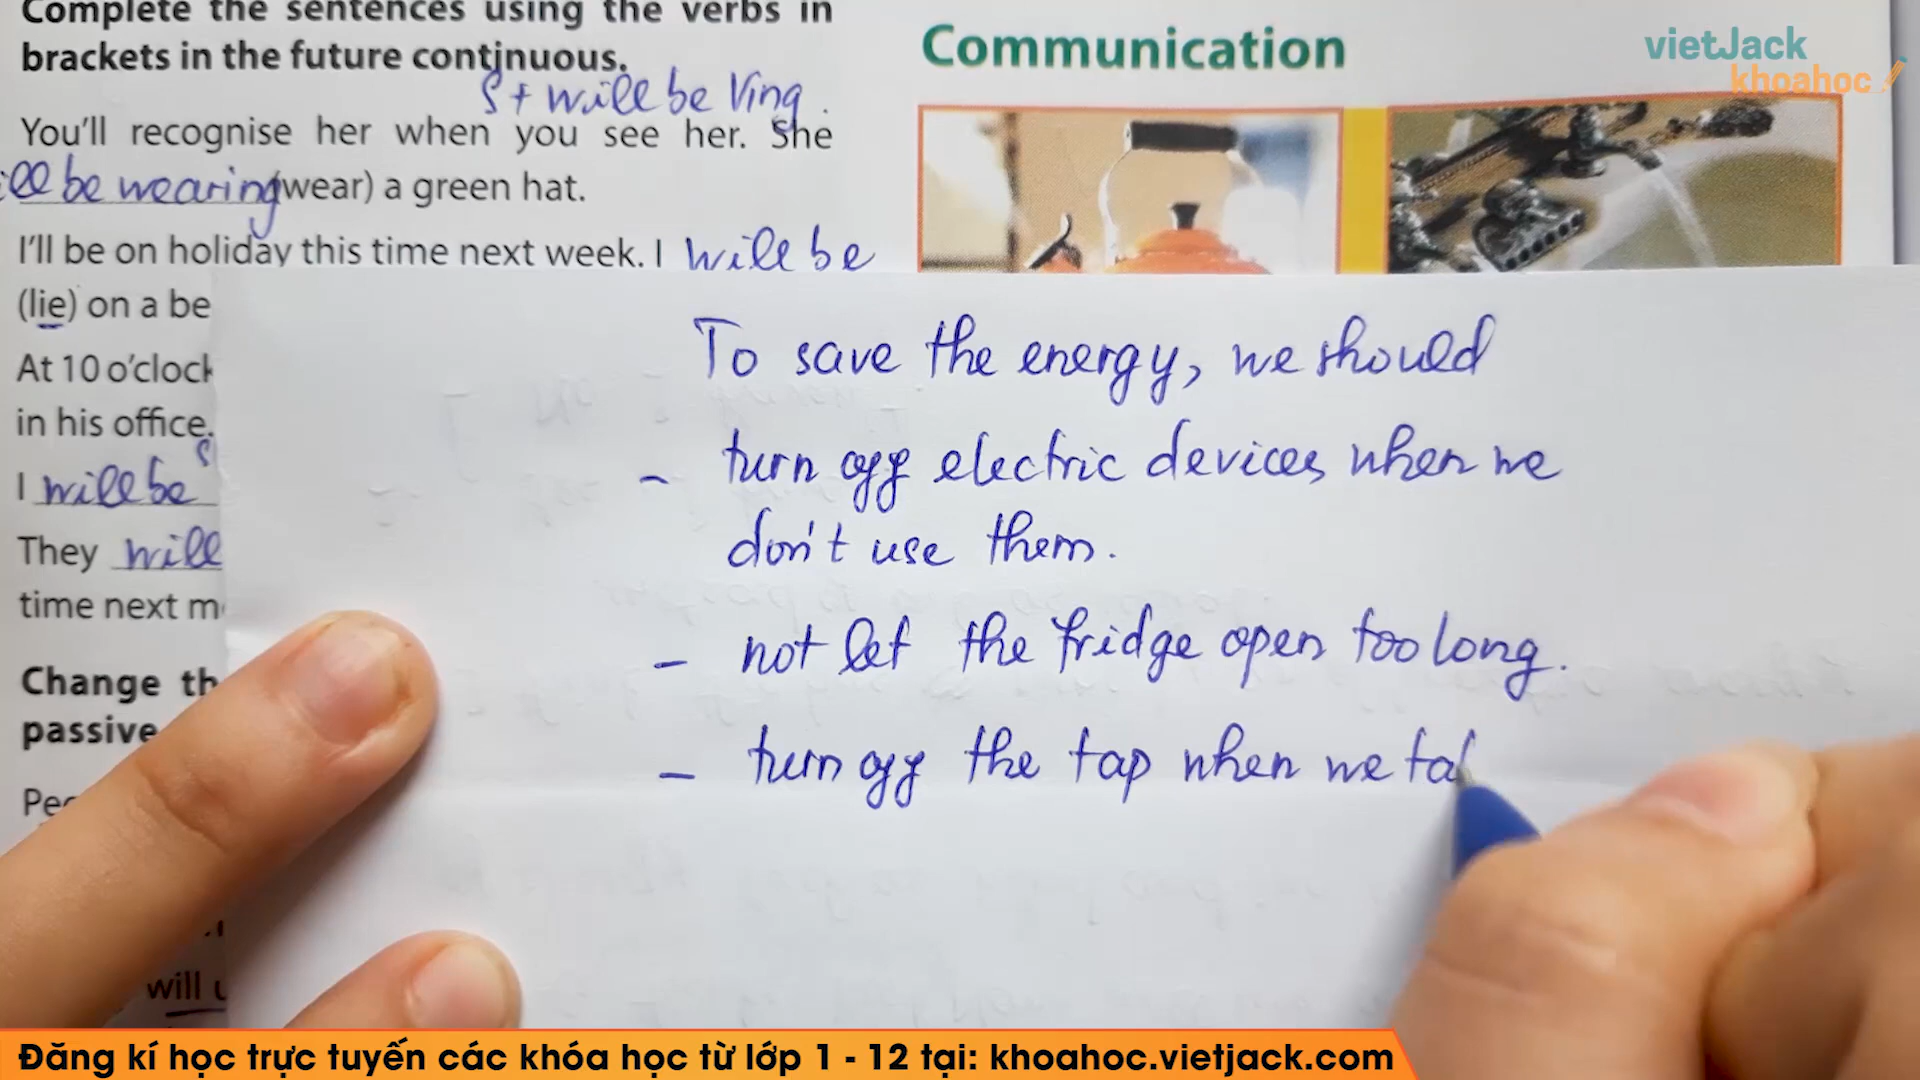 Complete the sentences using the verbs in
brackets in the future continuous.
S + will be Ving.
You'll recognise her when you see her. She
ill be wearing (wear) a green hat.
I'll be on holiday this time next week. I will be
(lie) on a be
At 10 o'clock
in his office.
I will be s
They will
time next m
Change th
passive
Pe
will u
Communication
vietJack
khoahoc
To save the energy, we should
- turn off electric devices when we
don't use them.
- not let the fridge open too long.
- turn off the tap when we ta
Đăng kí học trực tuyến các khóa học từ lớp 1 - 12 tại: khoahoc.vietjack.com